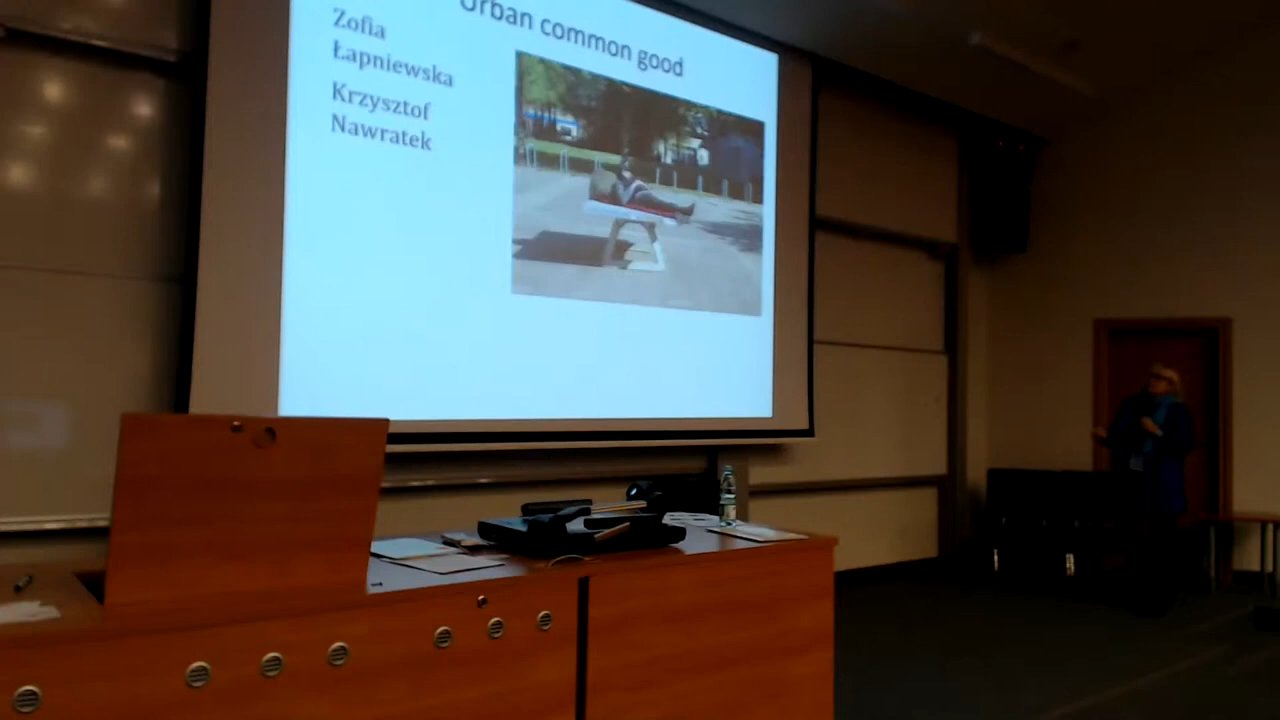 Urban common good
Zofia
Łapniewska
Krzysztof
Nawratek